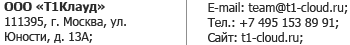 ООО «Т1Клауд»
111395, г. Москва, ул.
Юности, д. 13А;
E-mail: team@t1-cloud.ru;
Тел.: +7 495 153 89 91;
Сайт: t1-cloud.ru;